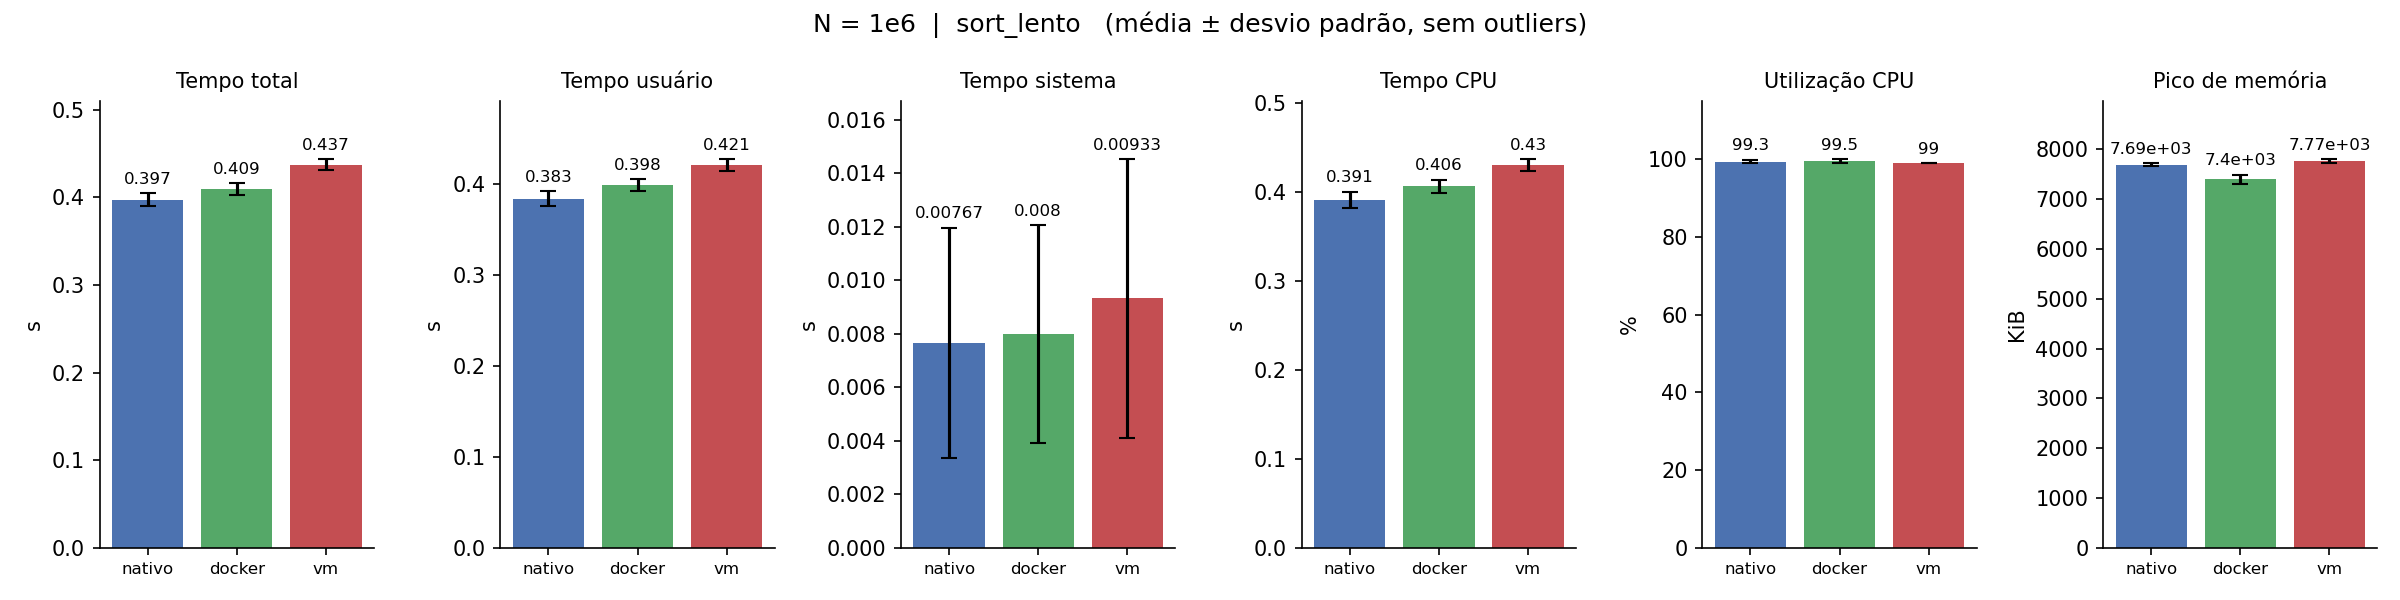 N = 1e6 | sort_lento (média ± desvio padrão, sem outliers)
Tempo total
0.5
0.4
0.3
0.2
0.1
0.0
s
0.397
0.409
0.437
nativo docker vm
Tempo usuário
0.4
0.3
0.2
0.1
0.0
s
0.383
0.398
0.421
nativo docker vm
Tempo sistema
0.016
0.014
0.012
0.010
0.008
0.006
0.004
0.002
0.000
s
0.00767
0.008
0.00933
nativo docker vm
Tempo CPU
0.5
0.4
0.3
0.2
0.1
0.0
s
0.391
0.406
0.43
nativo docker vm
Utilização CPU
100
80
60
40
20
0
%
99.3
99.5
99
nativo docker vm
Pico de memória
8000
7000
6000
5000
4000
3000
2000
1000
0
KiB
7.69e+03
7.4e+03
7.77e+03
nativo docker vm